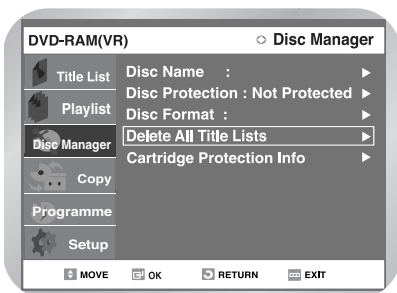 DVD-RAM(VR) Disc Manager
Title List
Playlist
Disc Manager
Copy
Programme
Setup
Disc Name :
Disc Protection : Not Protected
Disc Format :
Delete All Title Lists
Cartridge Protection Info
MOVE OK RETURN EXIT